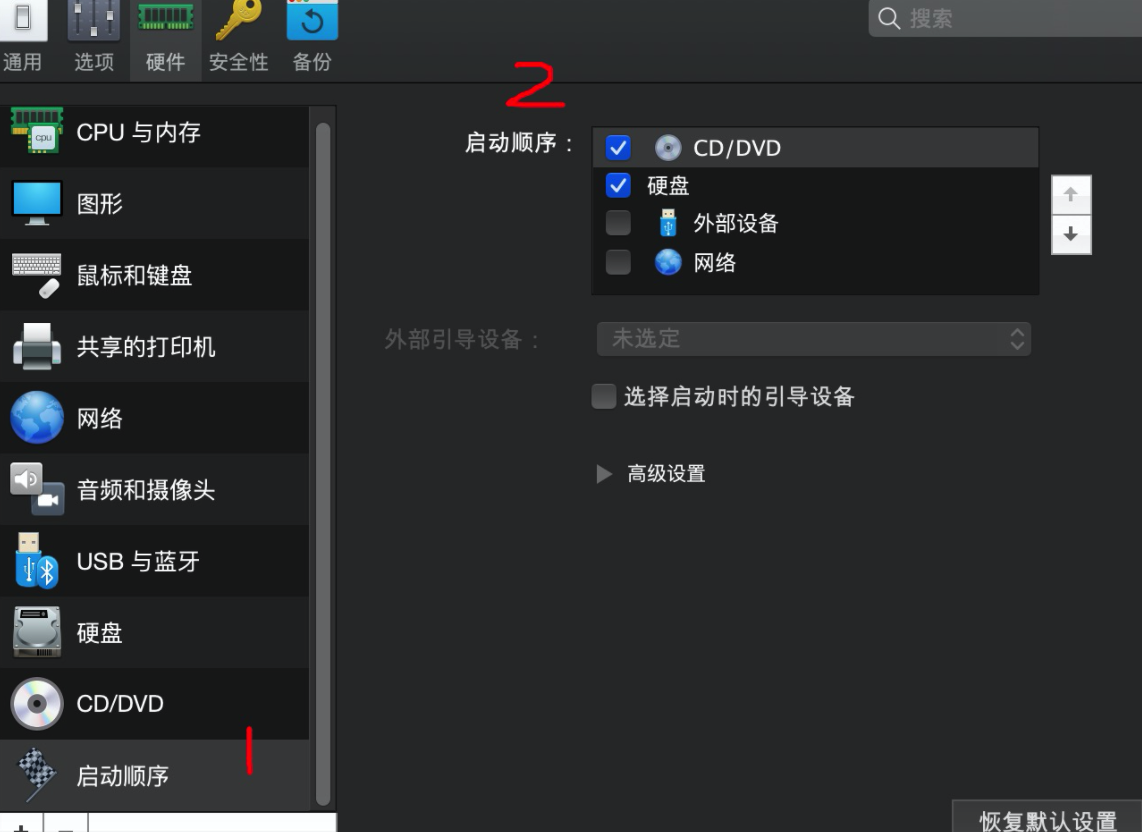 通用 选项 硬件 安全性 备份 搜索
2
CPU 与内存
cpu
图形
鼠标和键盘
共享的打印机
网络
音频和摄像头
USB 与蓝牙
硬盘
CD/DVD
启动顺序
1
启动顺序：
CD/DVD
硬盘
外部设备
网络
外部引导设备： 未选定
选择启动时的引导设备
高级设置
恢复默认设置